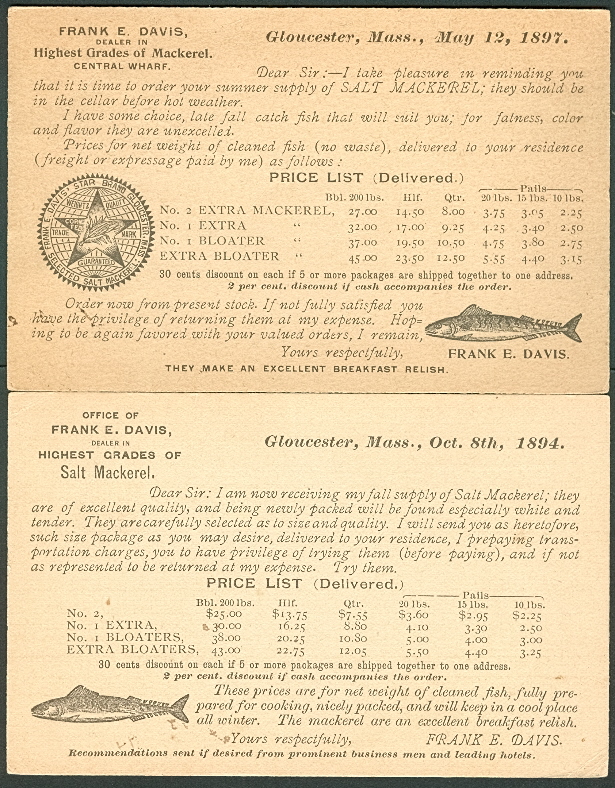 FRANK E. DAVIS,
DEALER IN
Highest Grades of Mackerel.
CENTRAL WHARF.
Gloucester, Mass., May 12, 1897.
Dear Sir:—I take pleasure in reminding you
that it is time to order your summer supply of SALT MACKEREL; they should be
in the cellar before hot weather.
I have some choice, late fall catch fish that will suit you; for fatness, color
and flavor they are unexcelled.
Prices for net weight of cleaned fish (no waste), delivered to your residence
(freight or expressage paid by me) as follows:
PRICE LIST (Delivered.)
Pails
Bbl. 200 lbs. Hlf. Qtr. 20 lbs. 15 lbs. 10 lbs.
No. 2 EXTRA MACKEREL, 27.00 14.50 8.00 3.75 3.05 2.25
No. 1 EXTRA " 32.00 17.00 9.25 4.25 3.40 2.50
No. 1 BLOATER " 37.00 19.50 10.50 4.75 3.80 2.75
EXTRA BLOATER " 45.00 23.50 12.50 5.55 4.40 3.15
FRANK E. DAVIS' STAR BRAND GLOUCESTER, MASS.
SELECTED SALT MACKEREL
WEIGHT & QUALITY
TRADE MARK
GUARANTEED
30 cents discount on each if 5 or more packages are shipped together to one address.
2 per cent. discount if cash accompanies the order.
Order now from present stock. If not fully satisfied you
have the privilege of returning them at my expense. Hop=
ing to be again favored with your valued orders, I remain,
Yours respectfully,
FRANK E. DAVIS.
THEY MAKE AN EXCELLENT BREAKFAST RELISH.
OFFICE OF
FRANK E. DAVIS,
DEALER IN
HIGHEST GRADES OF
Salt Mackerel.
Gloucester, Mass., Oct. 8th, 1894.
Dear Sir: I am now receiving my fall supply of Salt Mackerel; they
are of excellent quality, and being newly packed will be found especially white and
tender. They are carefully selected as to size and quality. I will send you as heretofore,
such size package as you may desire, delivered to your residence, I prepaying trans-
portation charges, you to have privilege of trying them (before paying), and if not
as represented to be returned at my expense. Try them.
PRICE LIST (Delivered.)
Pails
Bbl. 200 lbs. Hlf. Qtr. 20 lbs. 15 lbs. 10 lbs.
No. 2, $25.00 $13.75 $7.55 $3.60 $2.95 $2.25
No. 1 EXTRA, 30.00 16.25 8.80 4.10 3.30 2.50
No. 1 BLOATERS, 38.00 20.25 10.80 5.00 4.00 3.00
EXTRA BLOATERS, 43.00 22.75 12.05 5.50 4.40 3.25
30 cents discount on each if 5 or more packages are shipped together to one address.
2 per cent. discount if cash accompanies the order.
These prices are for net weight of cleaned fish, fully pre-
pared for cooking, nicely packed, and will keep in a cool place
all winter. The mackerel are an excellent breakfast relish.
Yours respectfully, FRANK E. DAVIS.
Recommendations sent if desired from prominent business men and leading hotels.